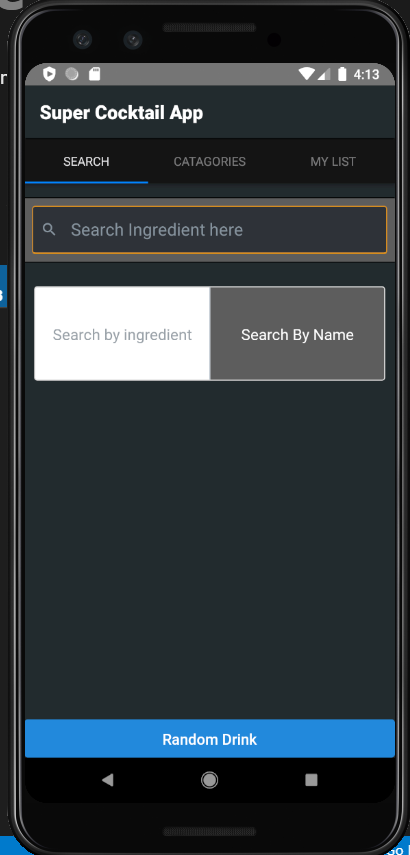 4:13
Super Cocktail App
SEARCH CATAGORIES MY LIST
Search Ingredient here
Search by ingredient Search By Name
Random Drink